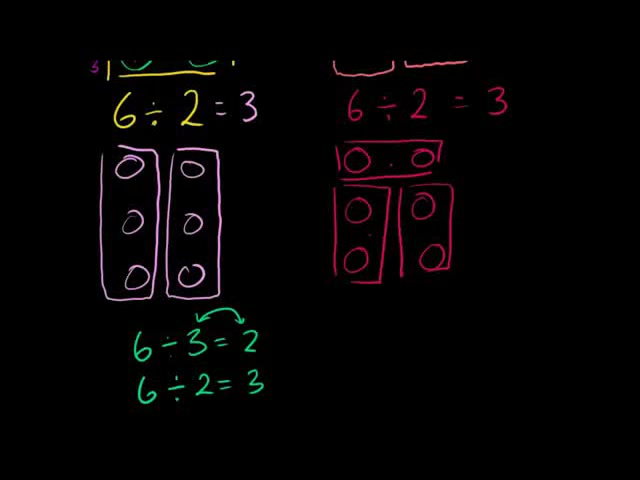 6 ÷ 2 = 3
6 ÷ 2 = 3
6 ÷ 3 = 2
6 ÷ 2 = 3